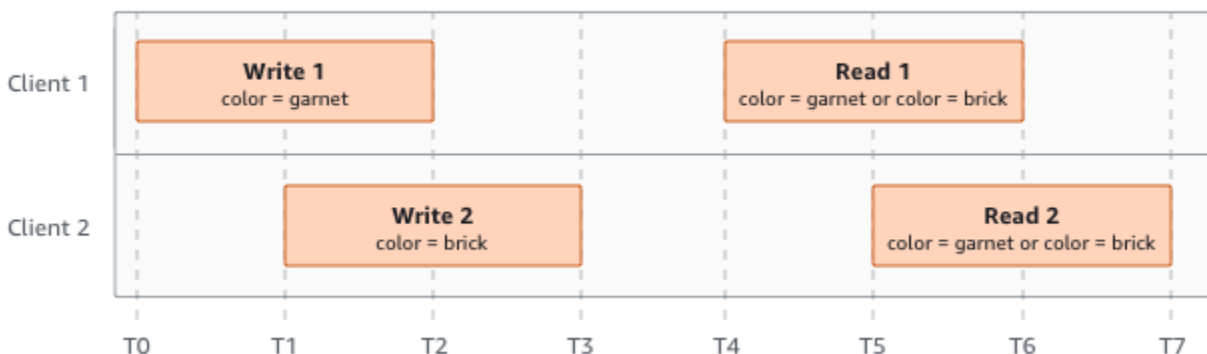 Client 1
Write 1
color = garnet
Read 1
color = garnet or color = brick
Client 2
Write 2
color = brick
Read 2
color = garnet or color = brick
T0 T1 T2 T3 T4 T5 T6 T7